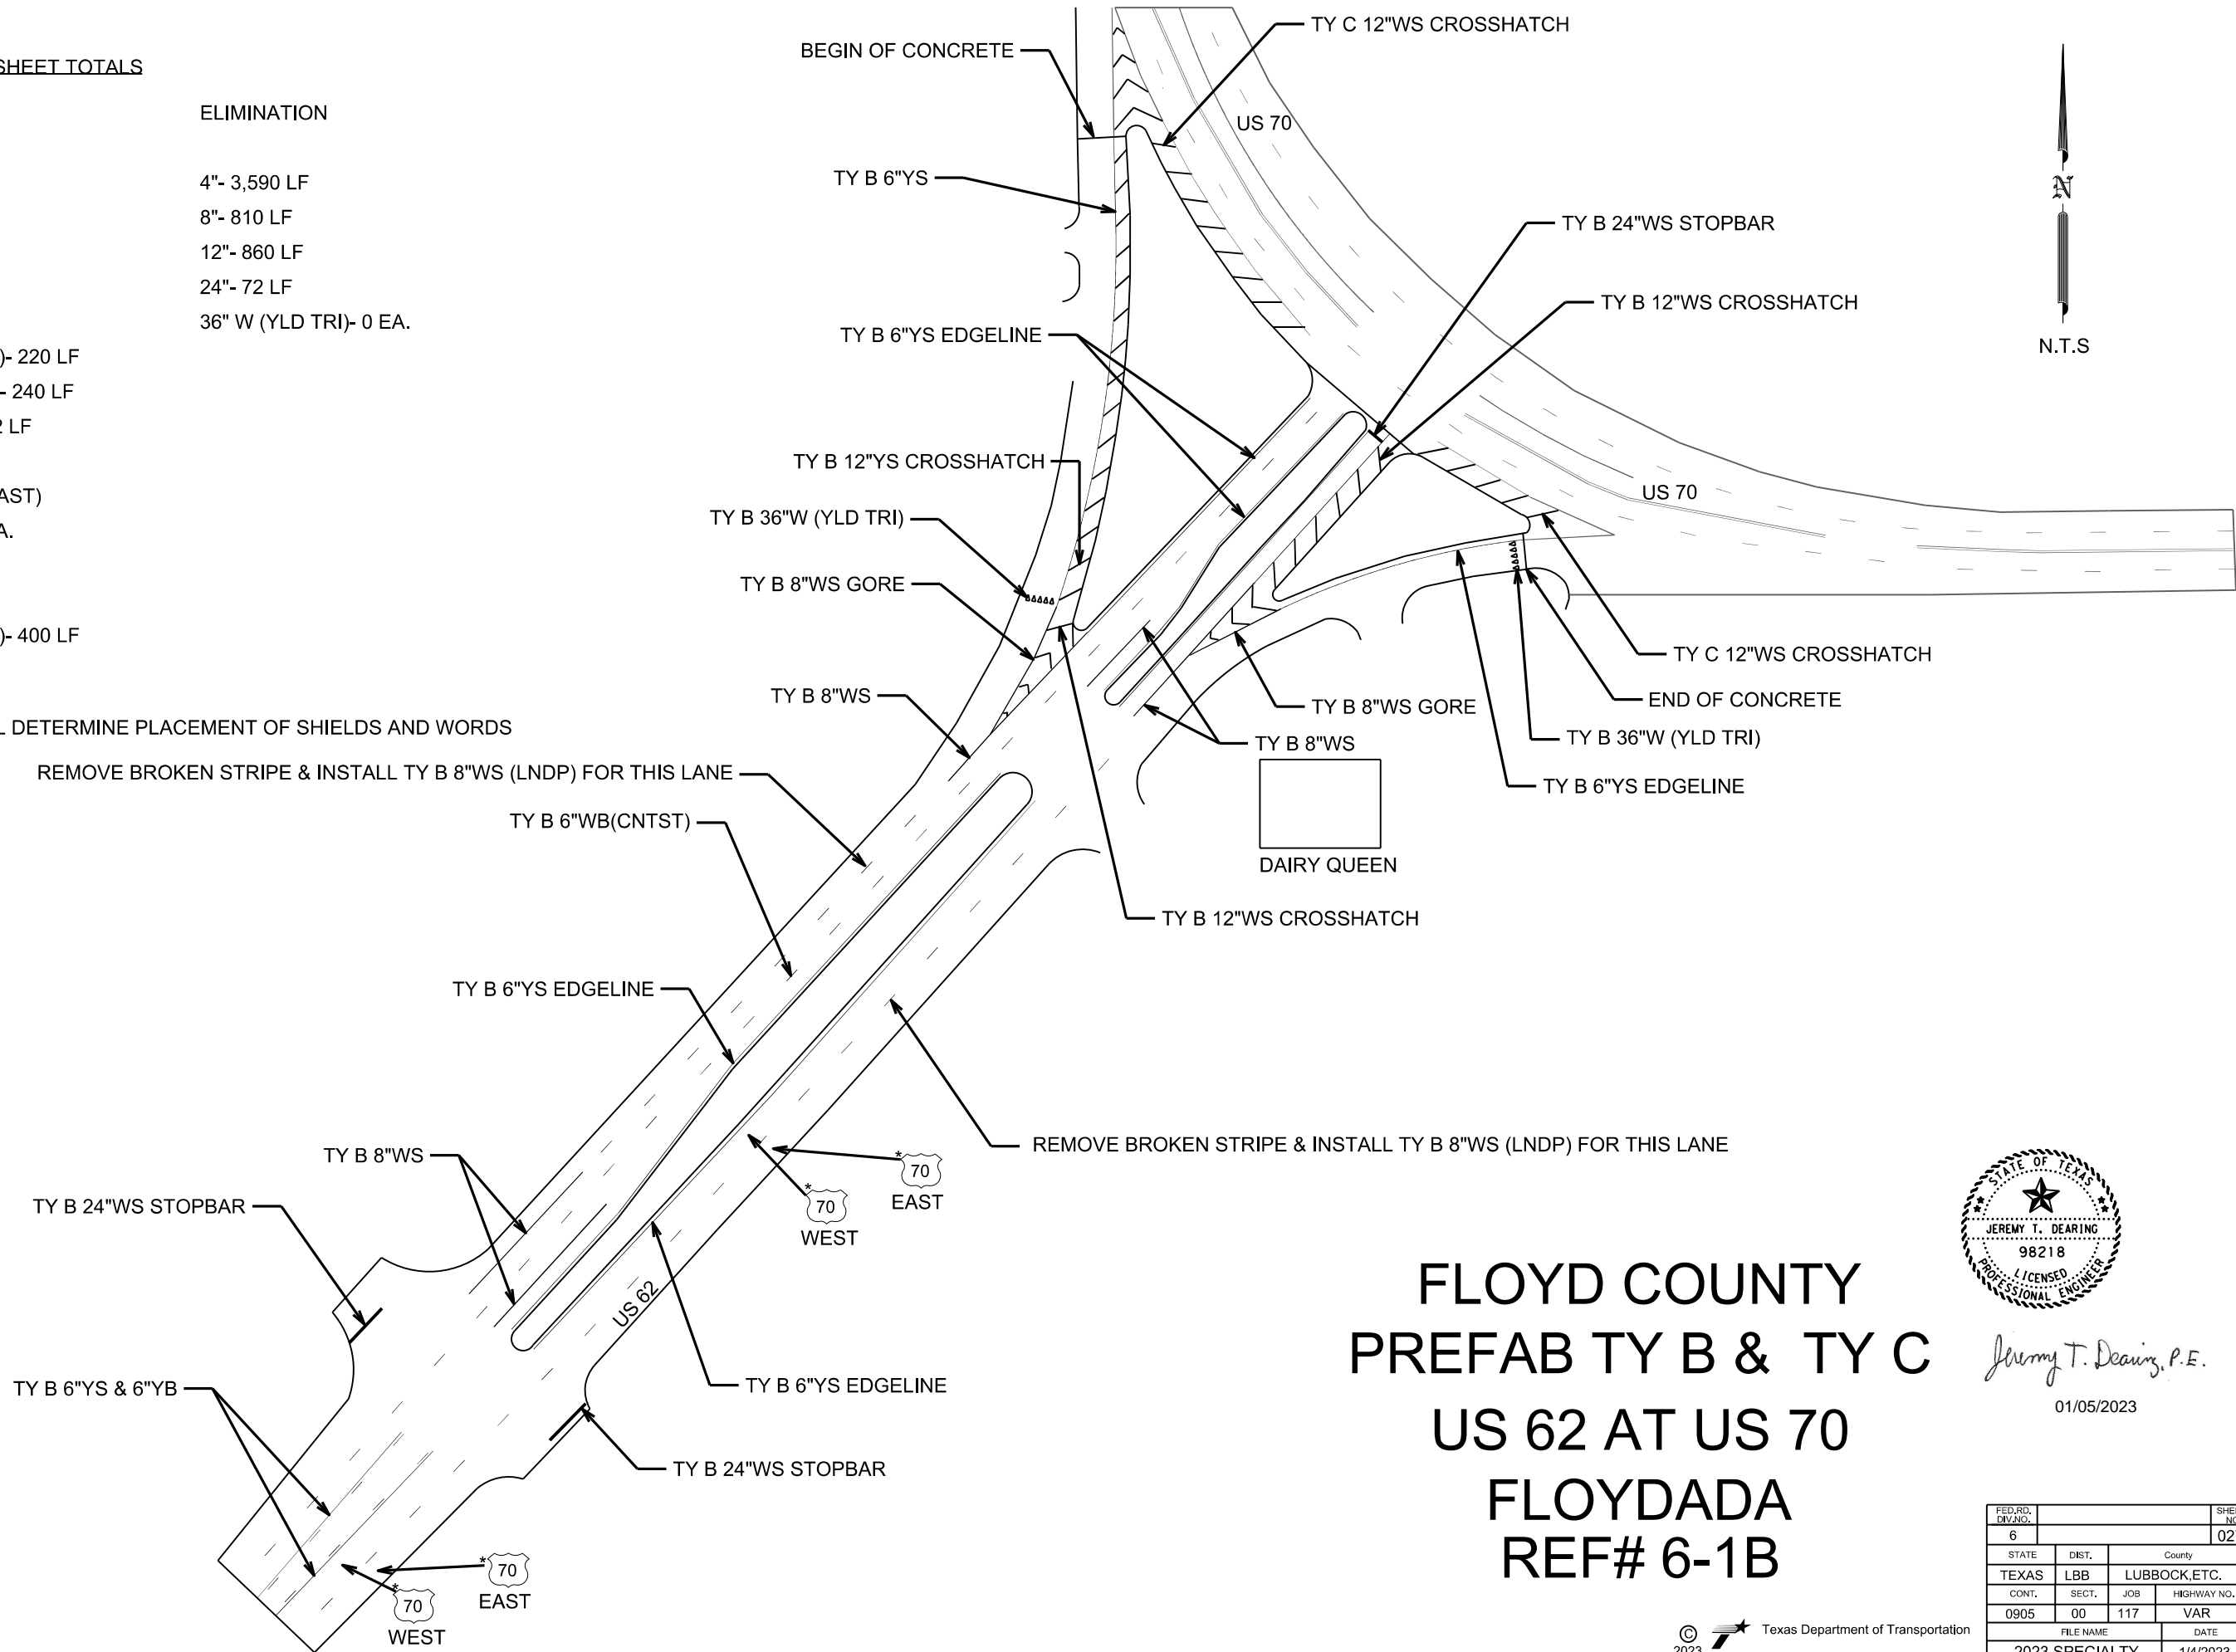 SHEET TOTALS
ELIMINATION
4"- 3,590 LF
8"- 810 LF
12"- 860 LF
24"- 72 LF
36" W (YLD TRI)- 0 EA.
)- 220 LF
- 240 LF
LF
)- 400 LF
DETERMINE PLACEMENT OF SHIELDS AND WORDS
REMOVE BROKEN STRIPE & INSTALL TY B 8"WS (LNDP) FOR THIS LANE
TY B 6"WB(CNTST)
TY B 6"YS EDGELINE
TY B 8"WS
TY B 24"WS STOPBAR
TY B 6"YS & 6"YB
BEGIN OF CONCRETE
TY C 12"WS CROSSHATCH
US 70
TY B 6"YS
TY B 24"WS STOPBAR
TY B 12"WS CROSSHATCH
TY B 6"YS EDGELINE
TY B 12"YS CROSSHATCH
US 70
TY B 36"W (YLD TRI)
TY B 8"WS GORE
TY C 12"WS CROSSHATCH
TY B 8"WS
TY B 8"WS GORE
END OF CONCRETE
TY B 8"WS
TY B 36"W (YLD TRI)
TY B 6"YS EDGELINE
DAIRY QUEEN
TY B 12"WS CROSSHATCH
REMOVE BROKEN STRIPE & INSTALL TY B 8"WS (LNDP) FOR THIS LANE
* 70
EAST
* 70
WEST
US 62
TY B 6"YS EDGELINE
TY B 24"WS STOPBAR
* 70
EAST
* 70
WEST
N
N.T.S
STATE OF TEXAS
JEREMY T. DEARING
98218
LICENSED
PROFESSIONAL ENGINEER
Jeremy T. Dearing, P.E.
01/05/2023
FLOYD COUNTY
PREFAB TY B & TY C
US 62 AT US 70
FLOYDADA
REF# 6-1B
© 2023
Texas Department of Transportation
FED.RD. DIV.NO.
6
02
STATE DIST. County
TEXAS LBB LUBBOCK,ETC.
CONT. SECT. JOB HIGHWAY NO.
0905 00 117 VAR
FILE NAME DATE
2023 SPECIALTY 1/4/2023